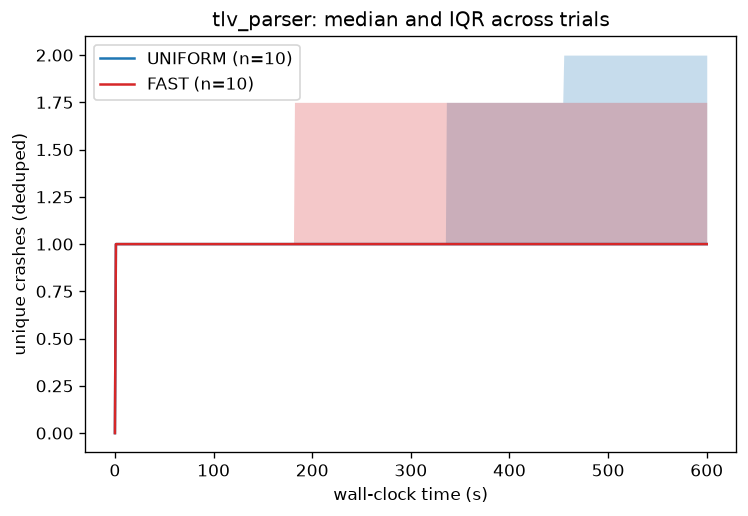 tlv_parser: median and IQR across trials
UNIFORM (n=10)
FAST (n=10)
unique crashes (deduped)
2.00
1.75
1.50
1.25
1.00
0.75
0.50
0.25
0.00
0 100 200 300 400 500 600
wall-clock time (s)